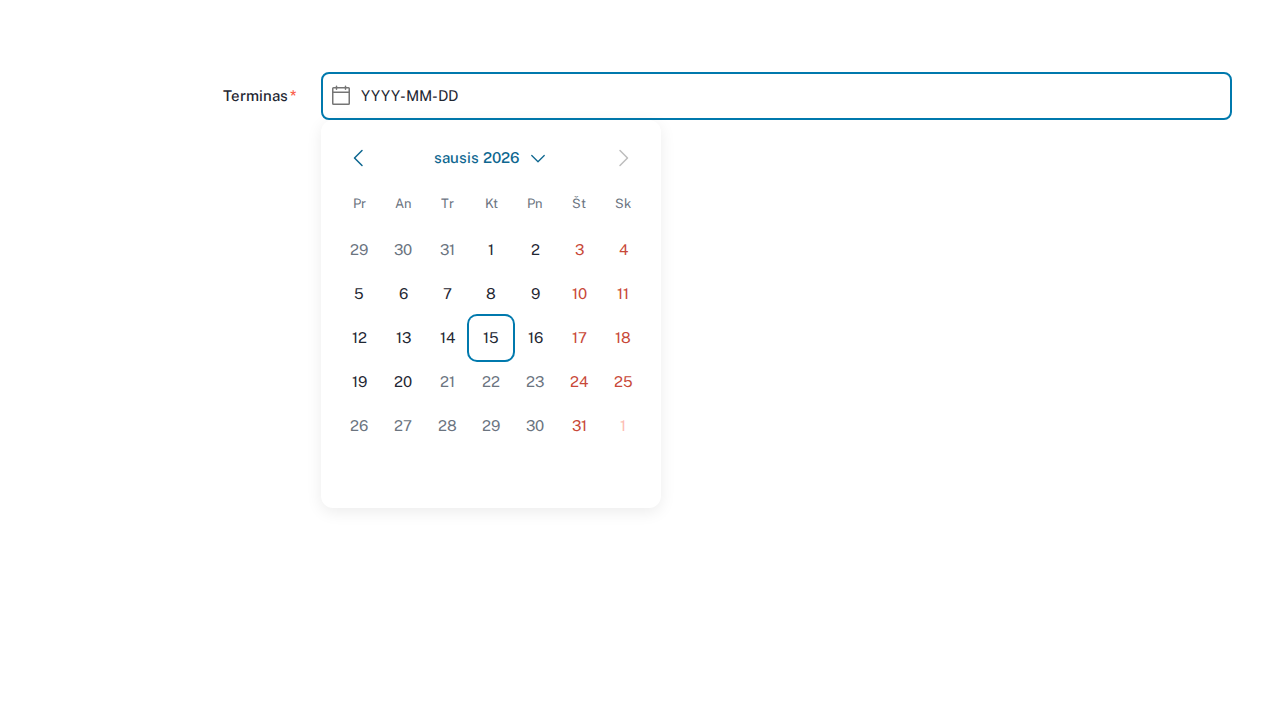 Terminas*
YYYY-MM-DD
sausis 2026
Pr An Tr Kt Pn Št Sk
29 30 31 1 2 3 4
5 6 7 8 9 10 11
12 13 14 15 16 17 18
19 20 21 22 23 24 25
26 27 28 29 30 31 1